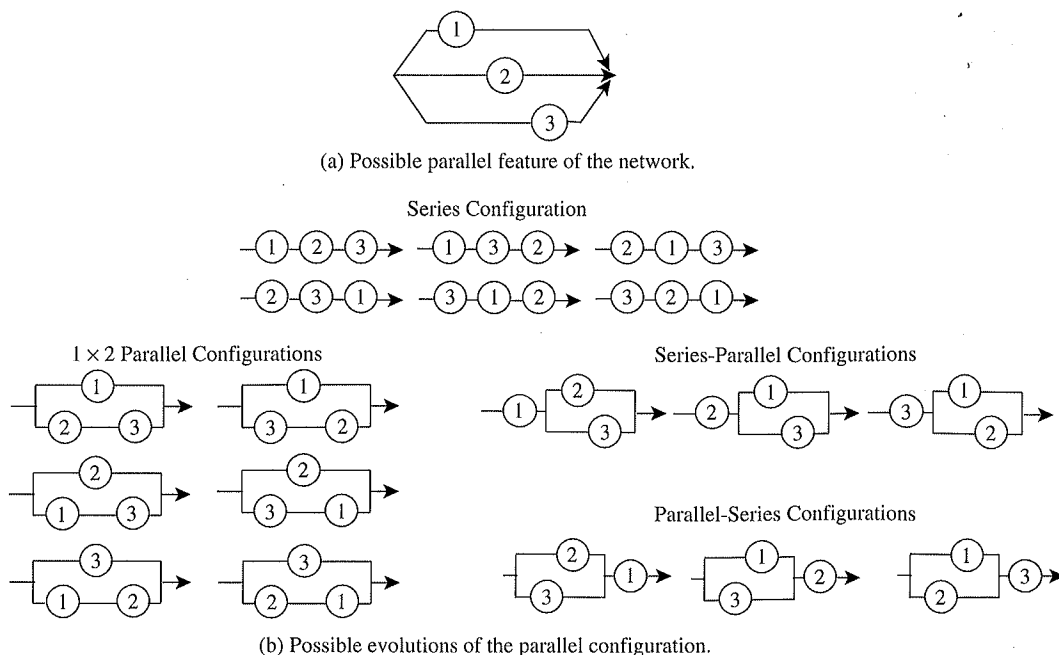 1
2
3
(a) Possible parallel feature of the network.
Series Configuration
1 2 3 1 3 2 2 1 3
2 3 1 3 1 2 3 2 1
1 × 2 Parallel Configurations
1 1
2 3 3 2
2 2
1 3 3 1
3 3
1 2 2 1
Series-Parallel Configurations
2 1 1
1 2 3
3 3 2
Parallel-Series Configurations
2 1 1
1 2 3
3 3 2
(b) Possible evolutions of the parallel configuration.